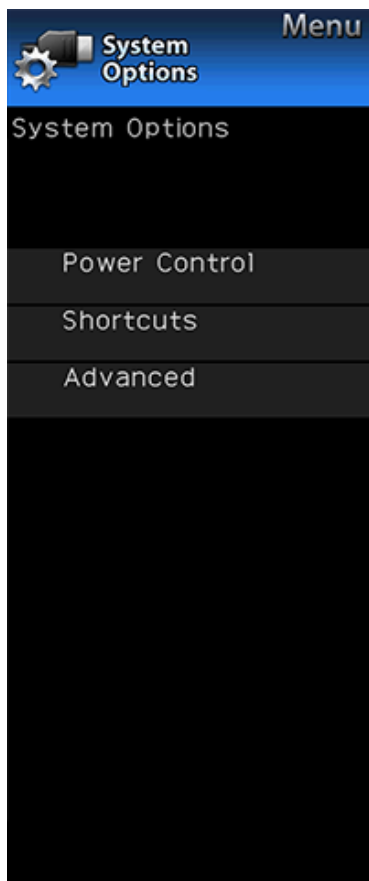 Menu
System
Options
System Options
Power Control
Shortcuts
Advanced